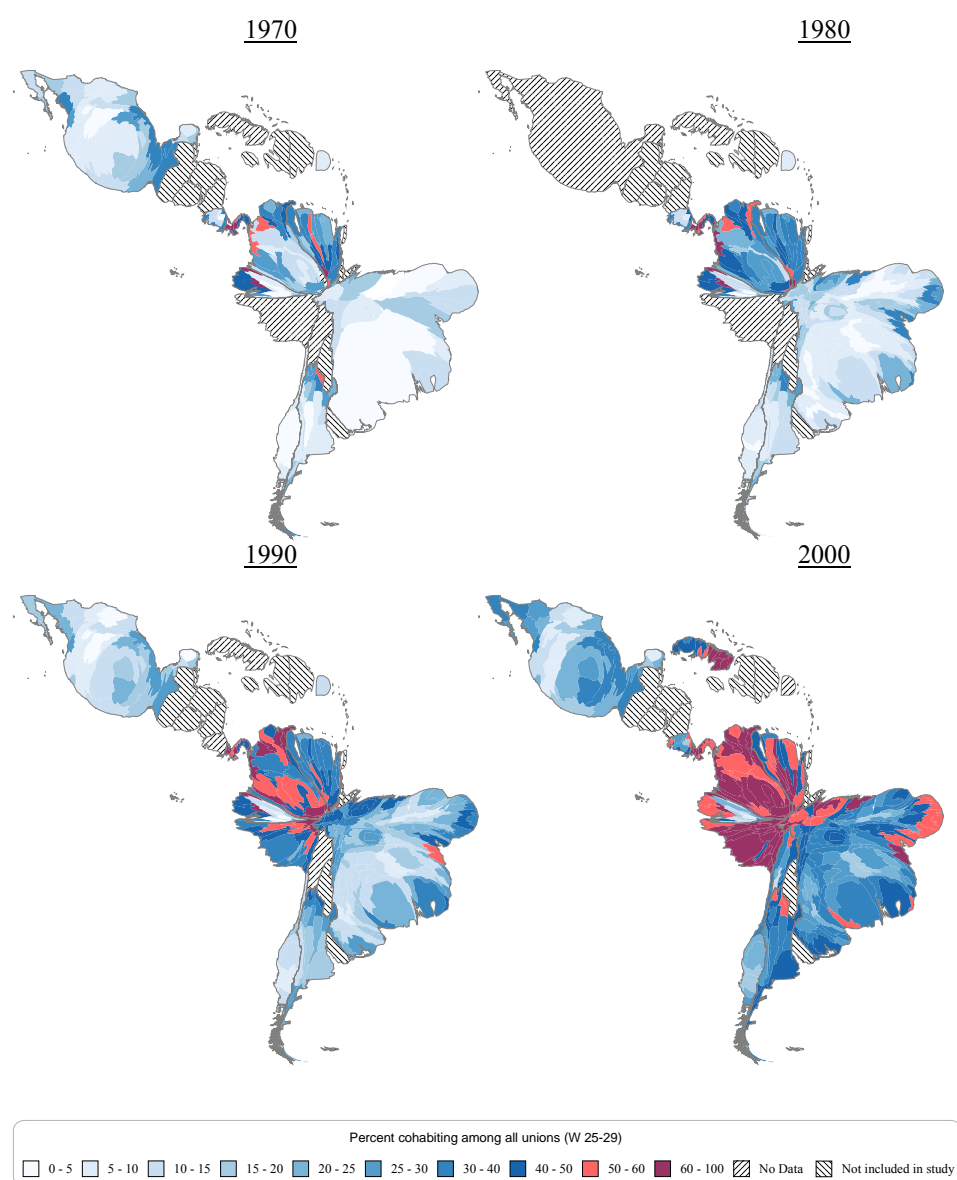 1970 1980
1990 2000
Percent cohabiting among all unions (W 25-29)
0 - 5 5 - 10 10 - 15 15 - 20 20 - 25 25 - 30 30 - 40 40 - 50 50 - 60 60 - 100 No Data Not included in study